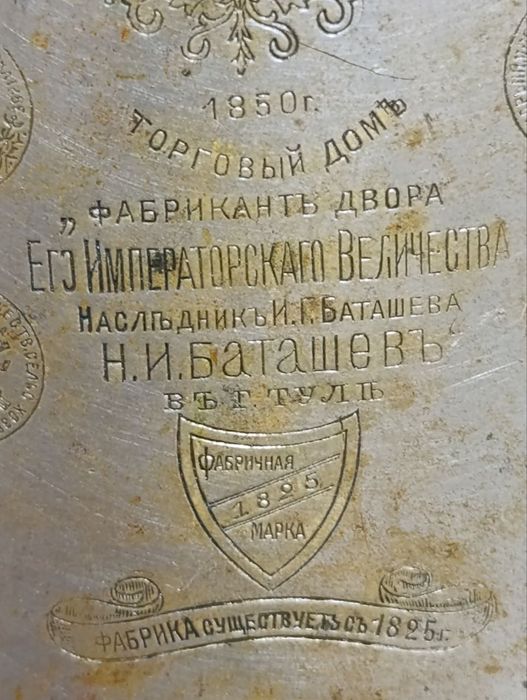 1850г.
ТОРГОВЫЙ ДОМЪ
„ФАБРИКАНТЪ ДВОРА
ЕГО ИМПЕРАТОРСКАГО ВЕЛИЧЕСТВА
НАСЛѢДНИКЪ И.Г.БАТАШЕВА
Н.И.БАТАШЕВЪ“
ВЪ Г. ТУЛѢ
ФАБРИЧНАЯ
1825
МАРКА
ФАБРИКА СУЩЕСТВУЕТЪ СЪ 1825г.